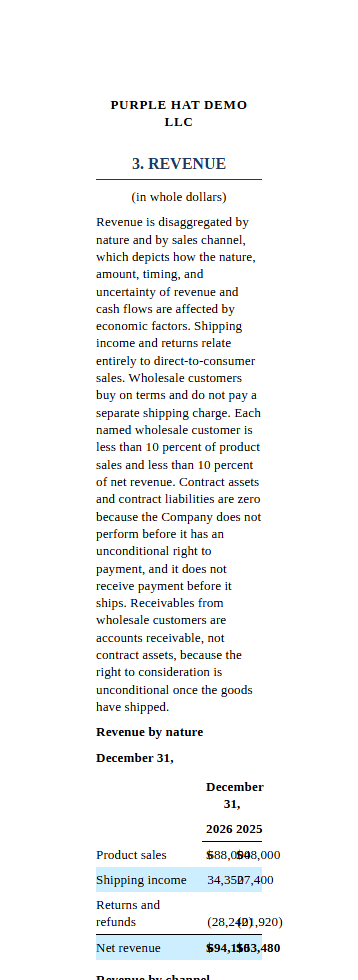 PURPLE HAT DEMO
LLC
3. REVENUE
(in whole dollars)
Revenue is disaggregated by
nature and by sales channel,
which depicts how the nature,
amount, timing, and
uncertainty of revenue and
cash flows are affected by
economic factors. Shipping
income and returns relate
entirely to direct-to-consumer
sales. Wholesale customers
buy on terms and do not pay a
separate shipping charge. Each
named wholesale customer is
less than 10 percent of product
sales and less than 10 percent
of net revenue. Contract assets
and contract liabilities are zero
because the Company does not
perform before it has an
unconditional right to
payment, and it does not
receive payment before it
ships. Receivables from
wholesale customers are
accounts receivable, not
contract assets, because the
right to consideration is
unconditional once the goods
have shipped.
Revenue by nature
December 31,
December
31,
2026 2025
Product sales
Shipping income 27,400
Returns and
refunds (21,920)
Net revenue
Revenue by channel